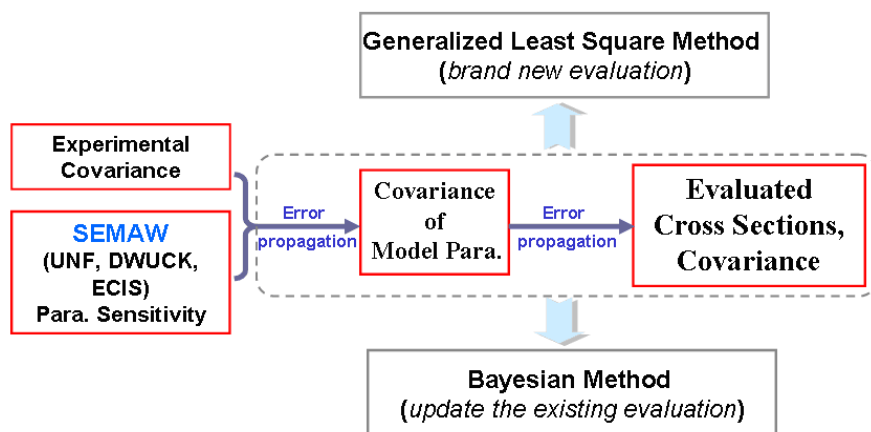 Generalized Least Square Method
(brand new evaluation)
Experimental
Covariance
SEMAW
(UNF, DWUCK,
ECIS)
Para. Sensitivity
Error
propagation
Covariance
of
Model Para.
Error
propagation
Evaluated
Cross Sections,
Covariance
Bayesian Method
(update the existing evaluation)